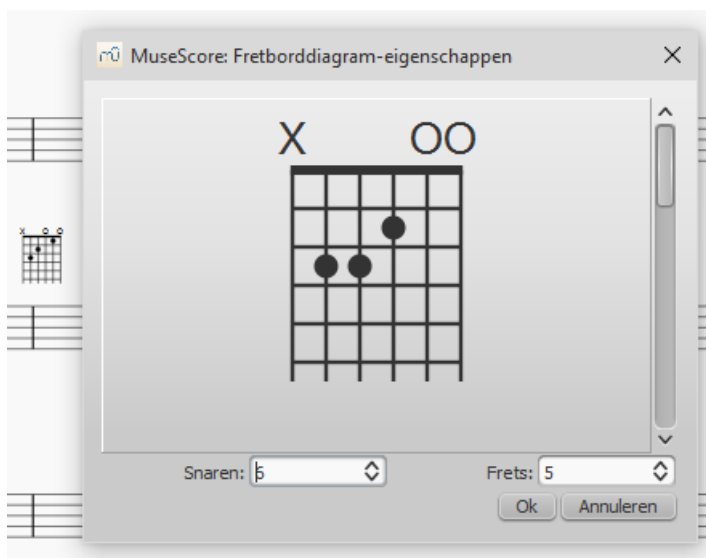 MuseScore: Fretborddiagram-eigenschappen
X OO
Snaren: 6 Frets: 5
Ok Annuleren